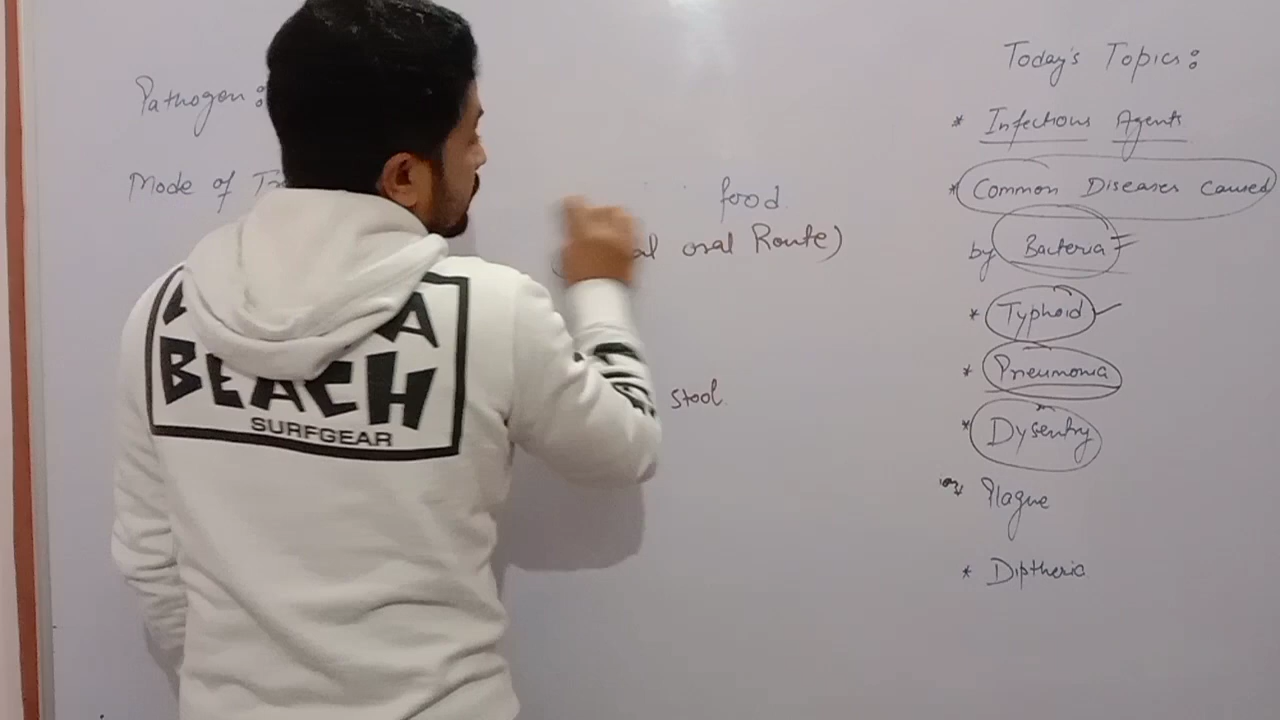 Pathogen:
Mode of
food
oral Route)
stool
BEACH
SURFGEAR
Today's Topics:
* Infectious Agents
* Common Diseases Caused
by Bacteria
* Typhoid
* Pneumonia
* Dysentry
Plague
* Diptheria